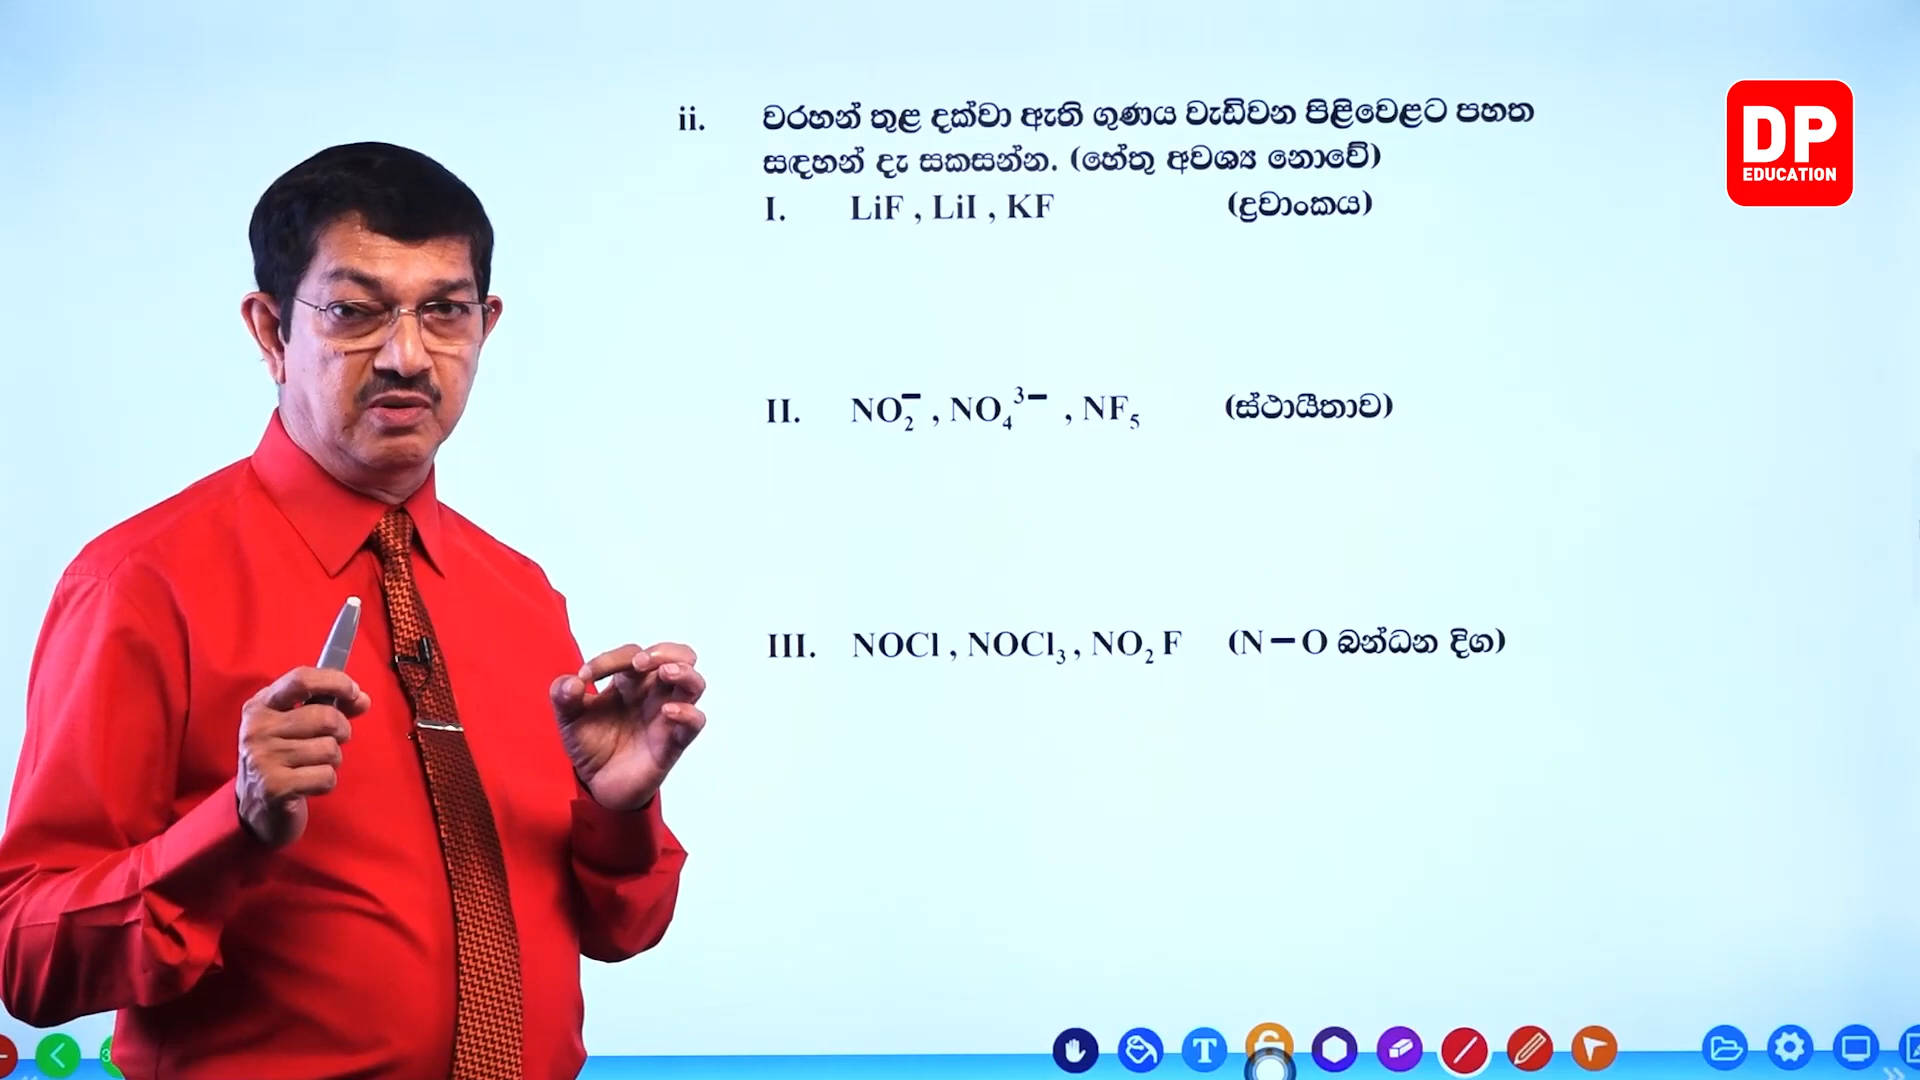 DP
EDUCATION
ii. වරහන් තුළ දක්වා ඇති ගුණය වැඩිවන පිළිවෙළට පහත
සඳහන් දෑ සකසන්න. (හේතු අවශ්‍ය නොවේ)
I. LiF , LiI , KF (ද්‍රවාංකය)
II. NO₂⁻ , NO₄³⁻ , NF₅ (ස්ථායීතාව)
III. NOCl , NOCl₃ , NO₂F (N−O බන්ධන දිග)
T
3